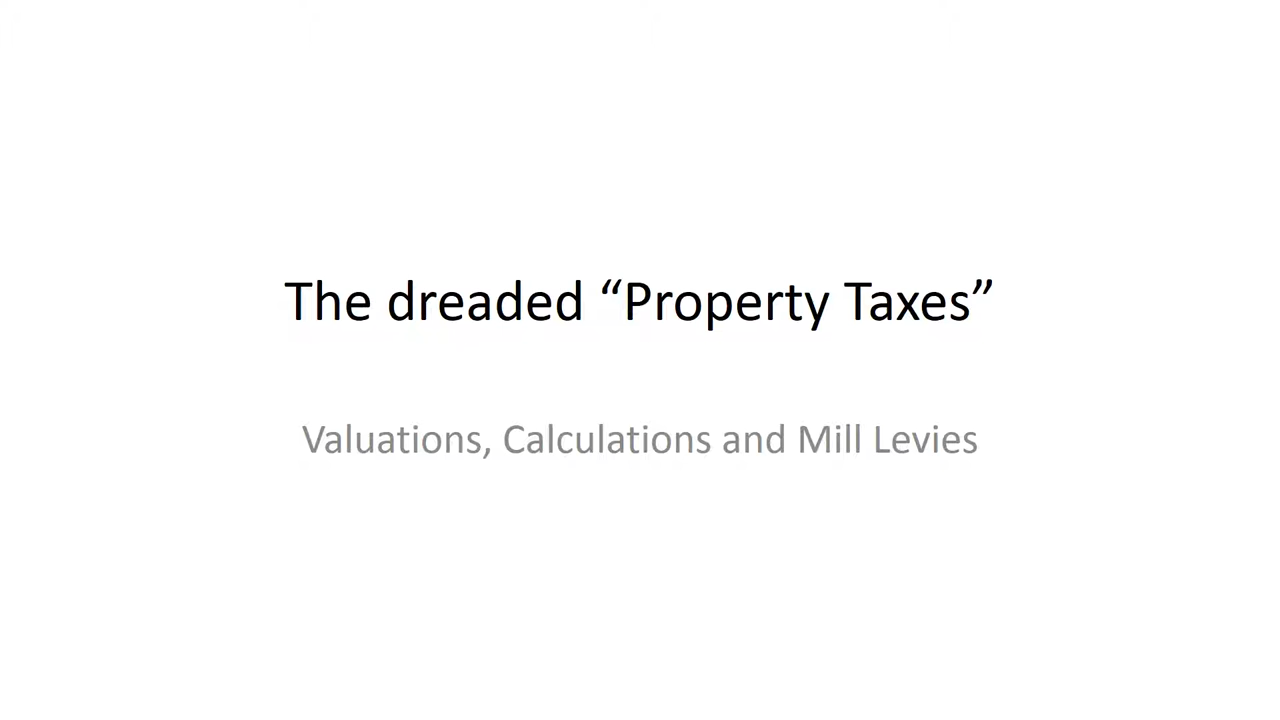 The dreaded “Property Taxes”
Valuations, Calculations and Mill Levies